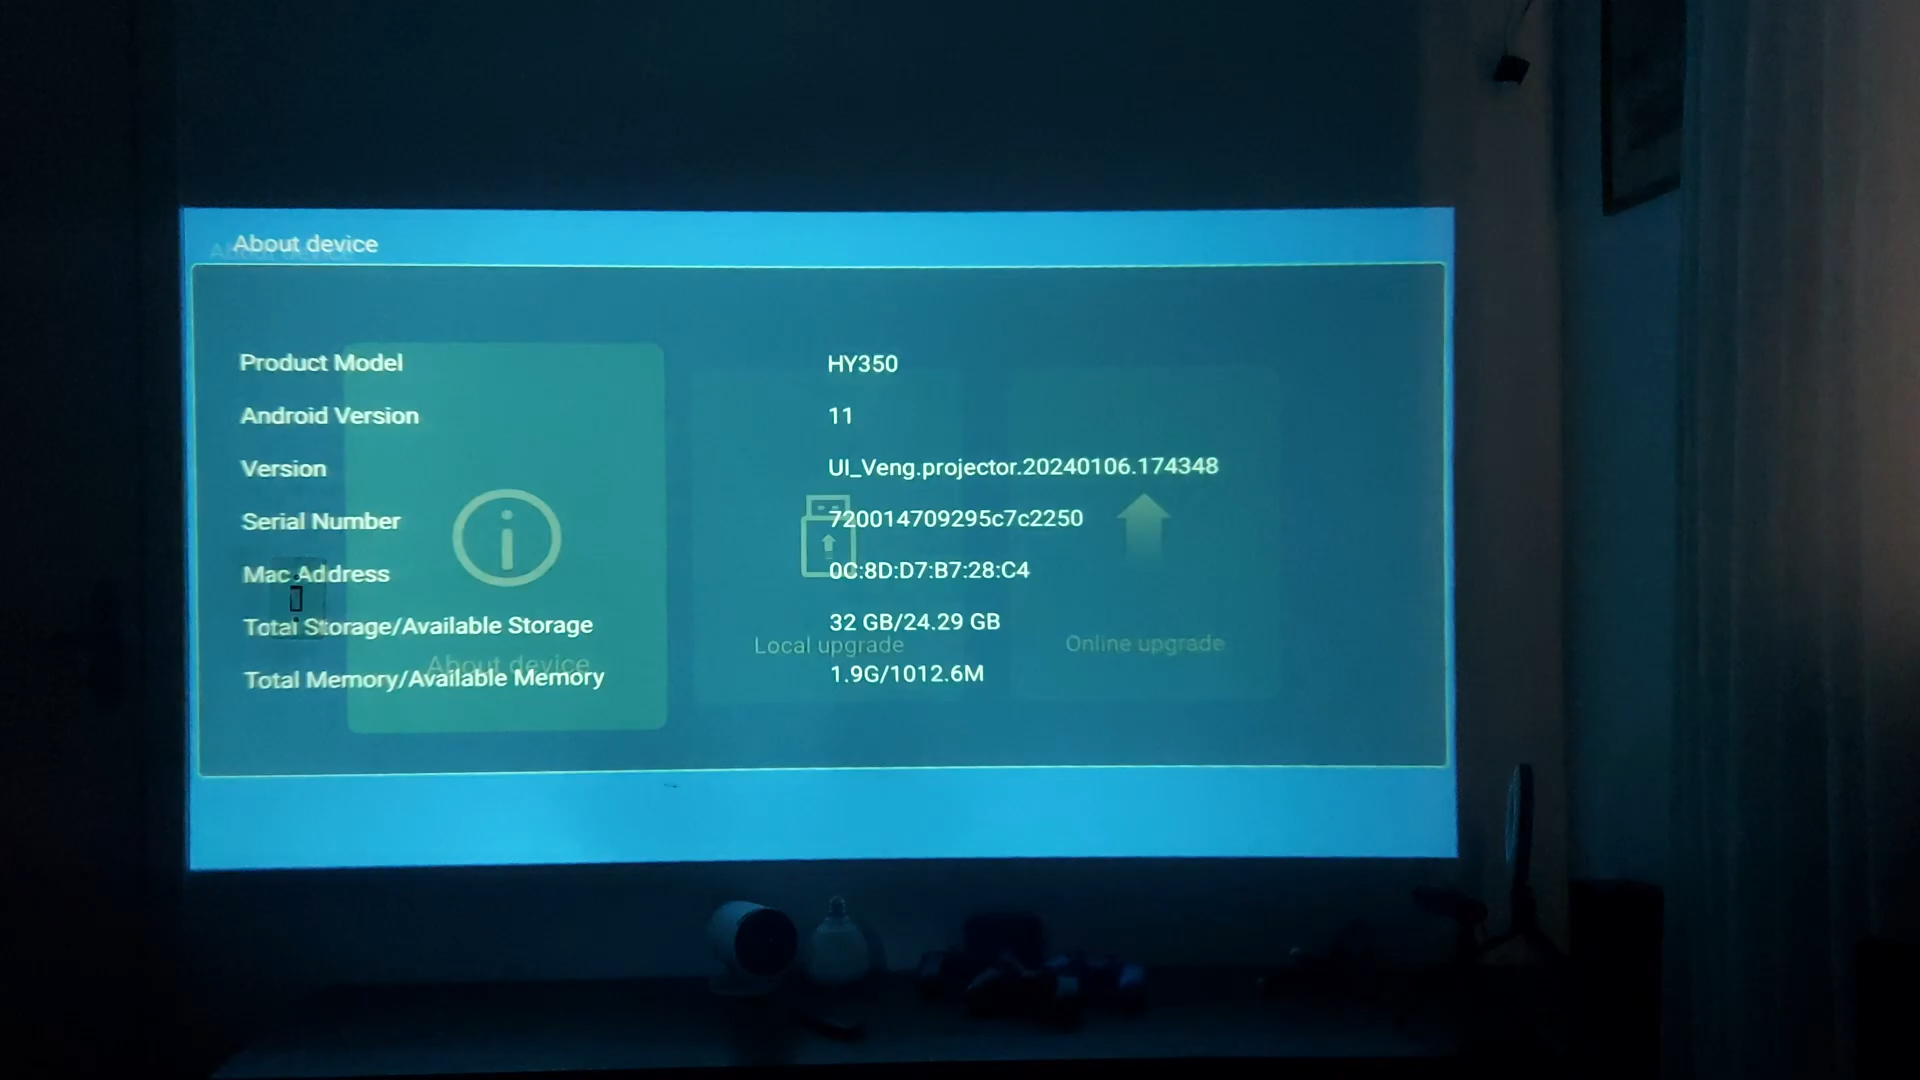 About device
Product Model HY350
Android Version 11
Version UI_Veng.projector.20240106.174348
Serial Number 720014709295c7c2250
Mac Address 0C:8D:D7:B7:28:C4
Total Storage/Available Storage 32 GB/24.29 GB
Local upgrade Online upgrade
About device
Total Memory/Available Memory 1.9G/1012.6M